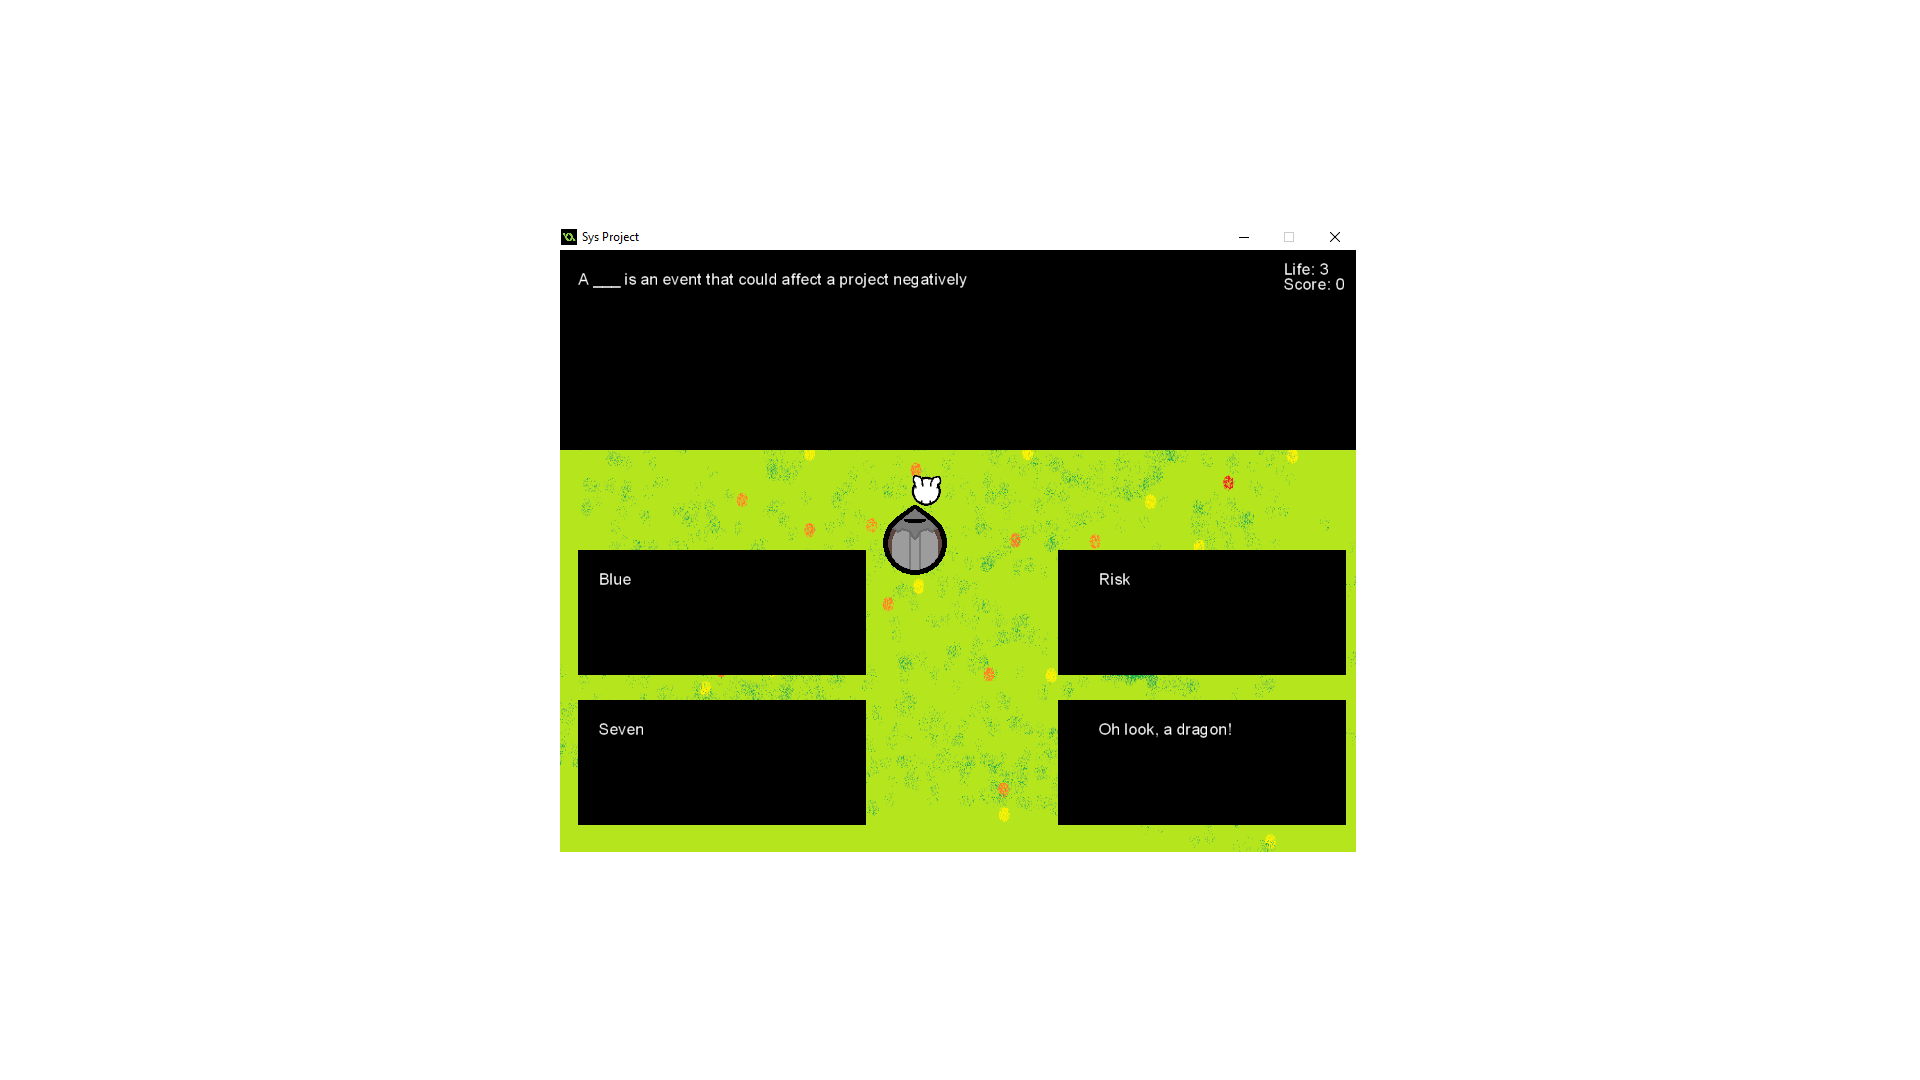 Sys Project
A ___ is an event that could affect a project negatively
Life: 3
Score: 0
Blue
Risk
Seven
Oh look, a dragon!